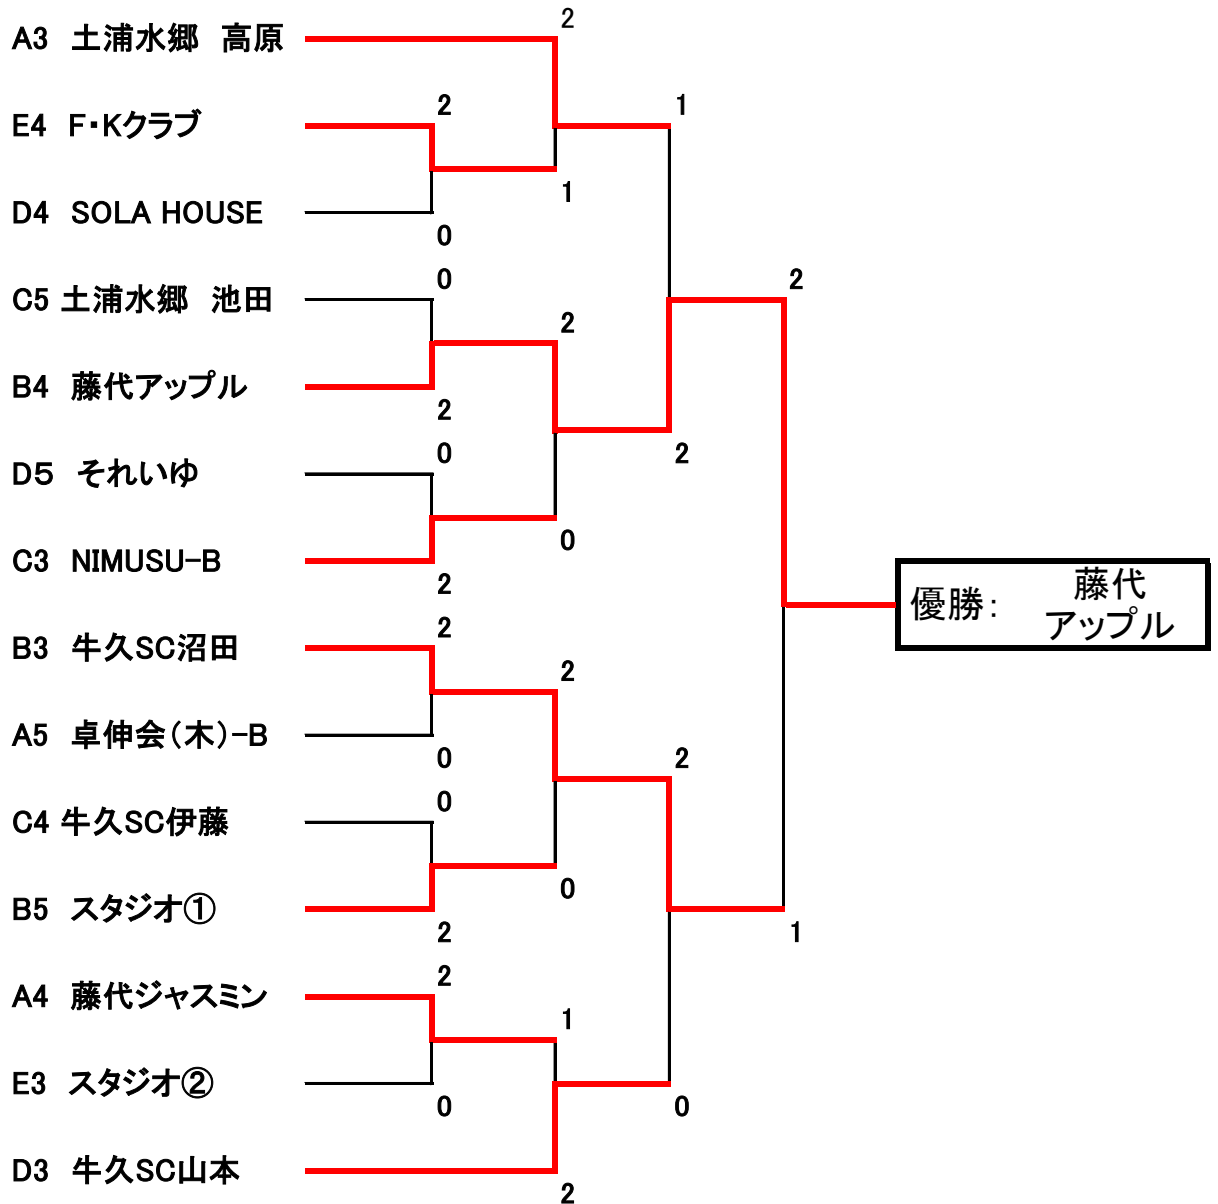 2
A3 土浦水郷 高原
2
1
E4 F・Kクラブ
1
D4 SOLA HOUSE
0
0
2
C5 土浦水郷 池田
2
B4 藤代アップル
2
0
2
D5 それいゆ
0
C3 NIMUSU-B
2
優勝: 藤代
アップル
2
B3 牛久SC沼田
2
A5 卓伸会(木)-B
0
2
0
C4 牛久SC伊藤
0
B5 スタジオ①
2
1
2
A4 藤代ジャスミン
1
E3 スタジオ②
0
0
D3 牛久SC山本
2